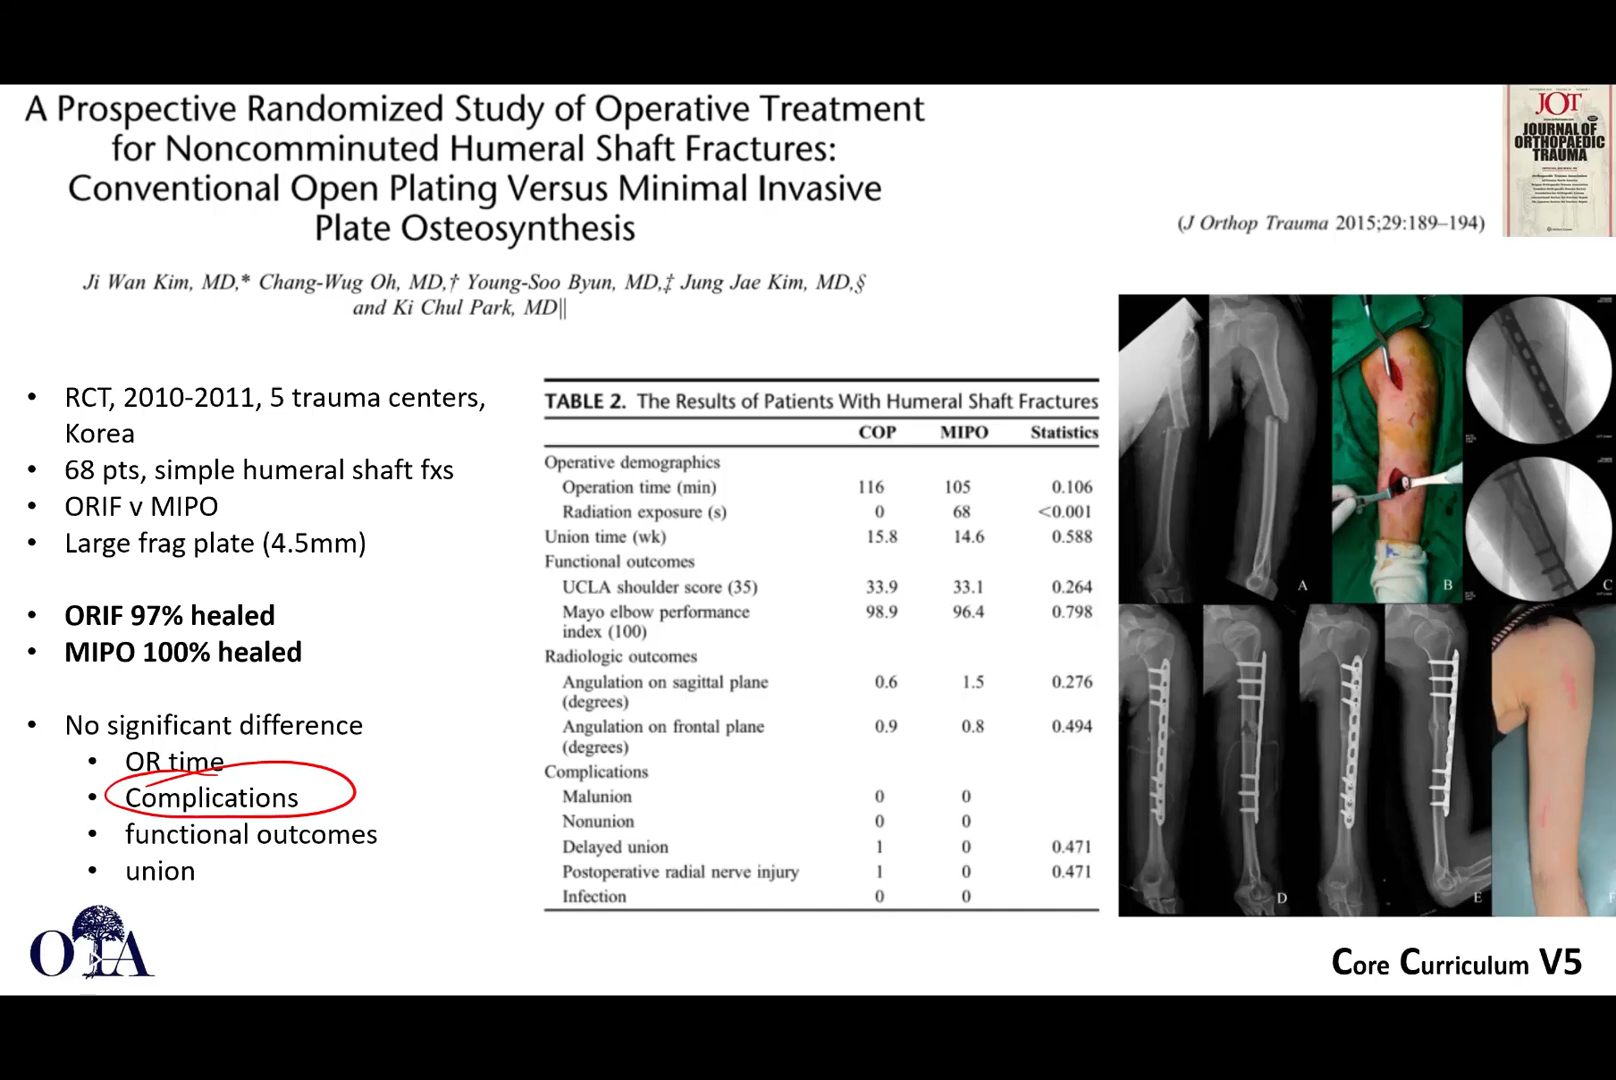 A Prospective Randomized Study of Operative Treatment
for Noncomminuted Humeral Shaft Fractures:
Conventional Open Plating Versus Minimal Invasive
Plate Osteosynthesis
Ji Wan Kim, MD,* Chang-Wug Oh, MD,† Young-Soo Byun, MD,‡ Jung Jae Kim, MD,§
and Ki Chul Park, MD||
(J Orthop Trauma 2015;29:189–194)
JOT
JOURNAL OF
ORTHOPAEDIC
TRAUMA
• RCT, 2010-2011, 5 trauma centers,
Korea
• 68 pts, simple humeral shaft fxs
• ORIF v MIPO
• Large frag plate (4.5mm)
• ORIF 97% healed
• MIPO 100% healed
• No significant difference
• OR time
• Complications
• functional outcomes
• union
TABLE 2. The Results of Patients With Humeral Shaft Fractures
COP MIPO Statistics
Operative demographics
Operation time (min) 116 105 0.106
Radiation exposure (s) 0 68 <0.001
Union time (wk) 15.8 14.6 0.588
Functional outcomes
UCLA shoulder score (35) 33.9 33.1 0.264
Mayo elbow performance 98.9 96.4 0.798
index (100)
Radiologic outcomes
Angulation on sagittal plane 0.6 1.5 0.276
(degrees)
Angulation on frontal plane 0.9 0.8 0.494
(degrees)
Complications
Malunion 0 0
Nonunion 0 0
Delayed union 1 0 0.471
Postoperative radial nerve injury 1 0 0.471
Infection 0 0
A B C
D E F
OTA
Core Curriculum V5